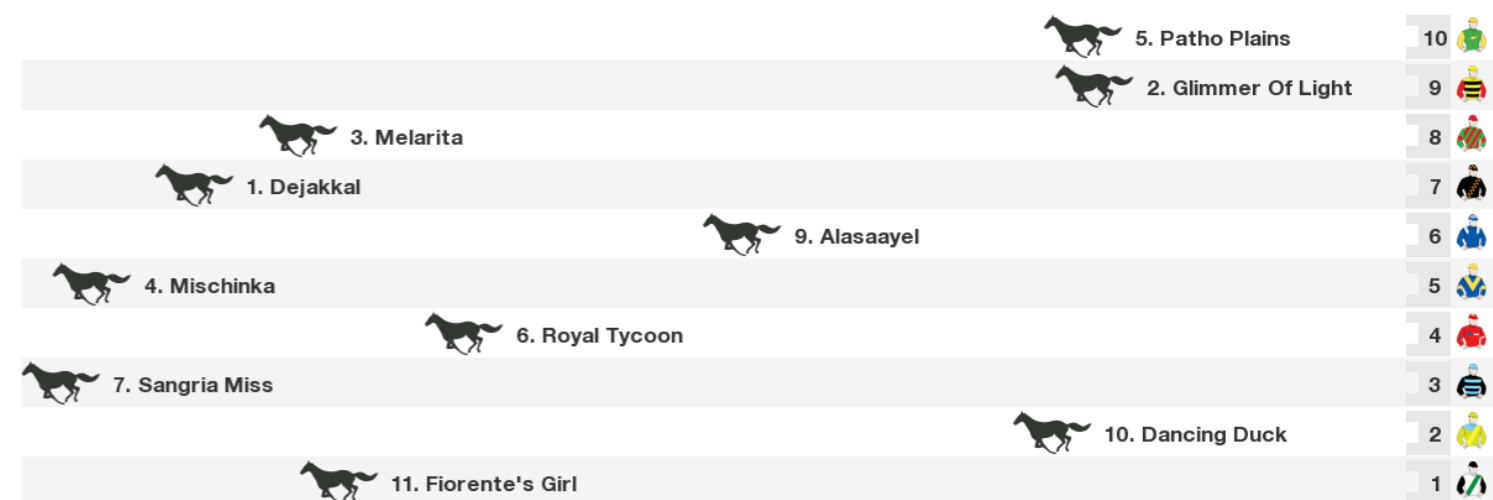 5. Patho Plains 10
2. Glimmer Of Light 9
3. Melarita 8
1. Dejakkal 7
9. Alasaayel 6
4. Mischinka 5
6. Royal Tycoon 4
7. Sangria Miss 3
10. Dancing Duck 2
11. Fiorente's Girl 1